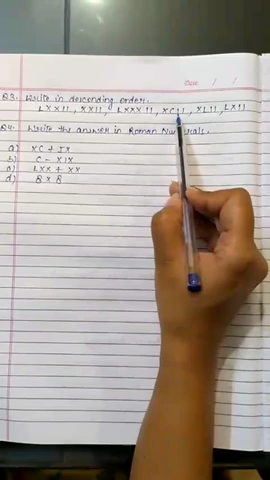 Date / /
Q3. Write in descending order.
LXXII, XXII, LXXXII, XCII, XLII, LXII
Q4. Write the answer in Roman Numerals.
a) XC + IX
b) C - XIX
c) LXX + XX
d) 8 x 8